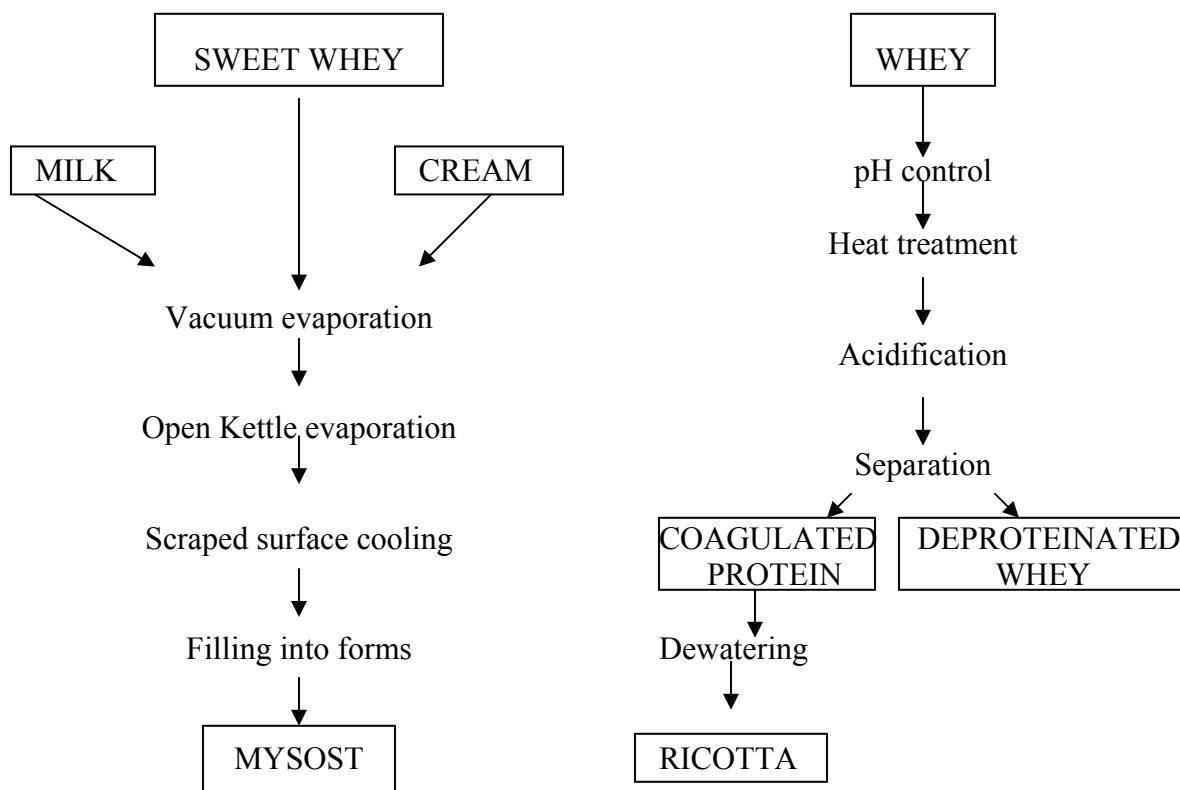 SWEET WHEY
MILK
CREAM
Vacuum evaporation
Open Kettle evaporation
Scraped surface cooling
Filling into forms
MYSOST
WHEY
pH control
Heat treatment
Acidification
Separation
COAGULATED
PROTEIN
DEPROTEINATED
WHEY
Dewatering
RICOTTA